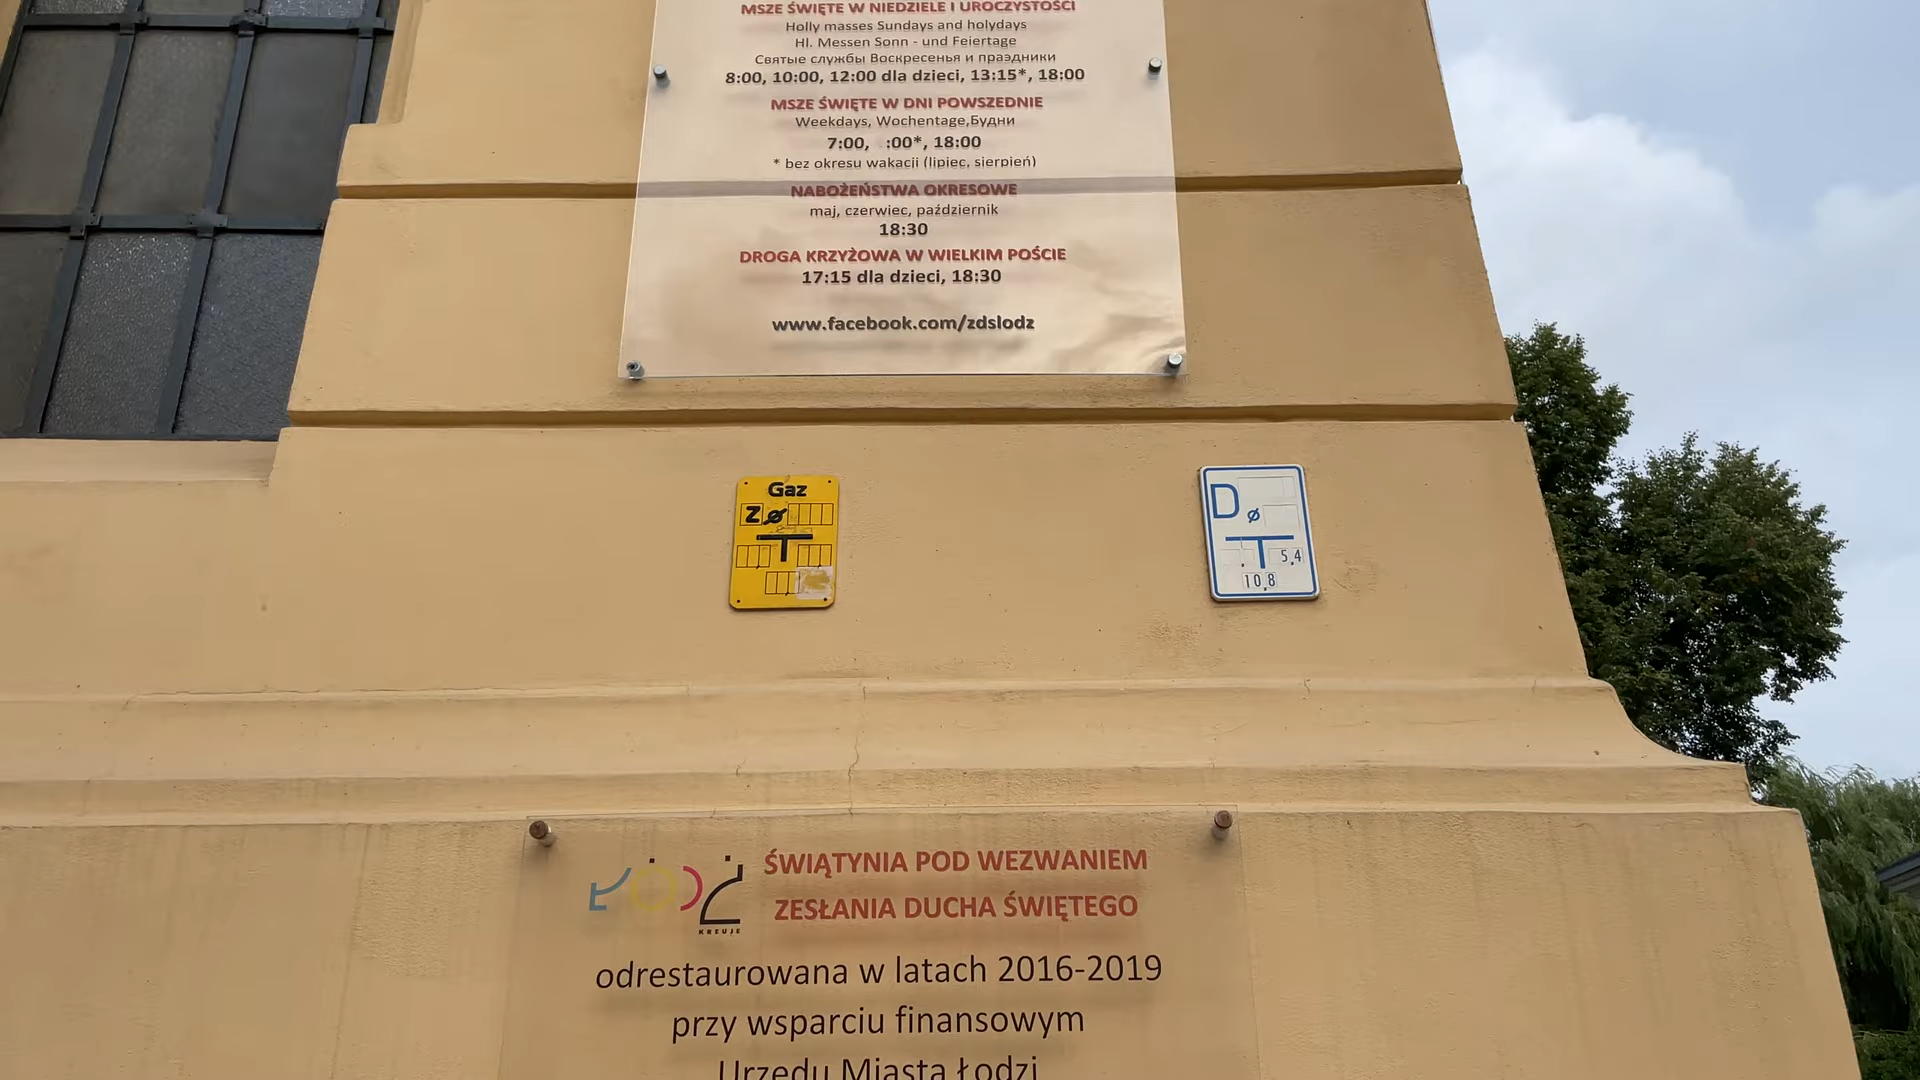 MSZE ŚWIĘTE W NIEDZIELE I UROCZYSTOŚCI
Holly masses Sundays and holydays
Hl. Messen Sonn - und Feiertage
Святые службы Воскресенья и праздники
8:00, 10:00, 12:00 dla dzieci, 13:15*, 18:00
MSZE ŚWIĘTE W DNI POWSZEDNIE
Weekdays, Wochentage,Будни
7:00, :00*, 18:00
* bez okresu wakacji (lipiec, sierpień)
NABOŻEŃSTWA OKRESOWE
maj, czerwiec, październik
18:30
DROGA KRZYŻOWA W WIELKIM POŚCIE
17:15 dla dzieci, 18:30
www.facebook.com/zdslodz
Gaz
Z ø
D
ø
5,4
10,8
ŁÓDŹ
KREUJE
ŚWIĄTYNIA POD WEZWANIEM
ZESŁANIA DUCHA ŚWIĘTEGO
odrestaurowana w latach 2016-2019
przy wsparciu finansowym
Urzędu Miasta Łodzi